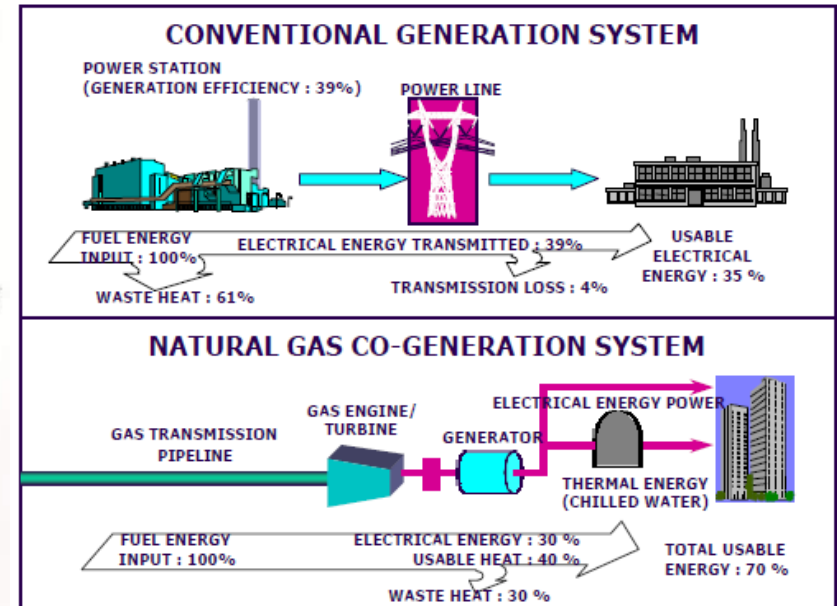 CONVENTIONAL GENERATION SYSTEM
POWER STATION
(GENERATION EFFICIENCY : 39%)
POWER LINE
FUEL ENERGY
INPUT : 100%
ELECTRICAL ENERGY TRANSMITTED : 39%
USABLE
ELECTRICAL
ENERGY : 35 %
WASTE HEAT : 61%
TRANSMISSION LOSS : 4%
NATURAL GAS CO-GENERATION SYSTEM
GAS TRANSMISSION
PIPELINE
GAS ENGINE/
TURBINE
GENERATOR
ELECTRICAL ENERGY POWER
THERMAL ENERGY
(CHILLED WATER)
FUEL ENERGY
INPUT : 100%
ELECTRICAL ENERGY : 30 %
USABLE HEAT : 40 %
WASTE HEAT : 30 %
TOTAL USABLE
ENERGY : 70 %